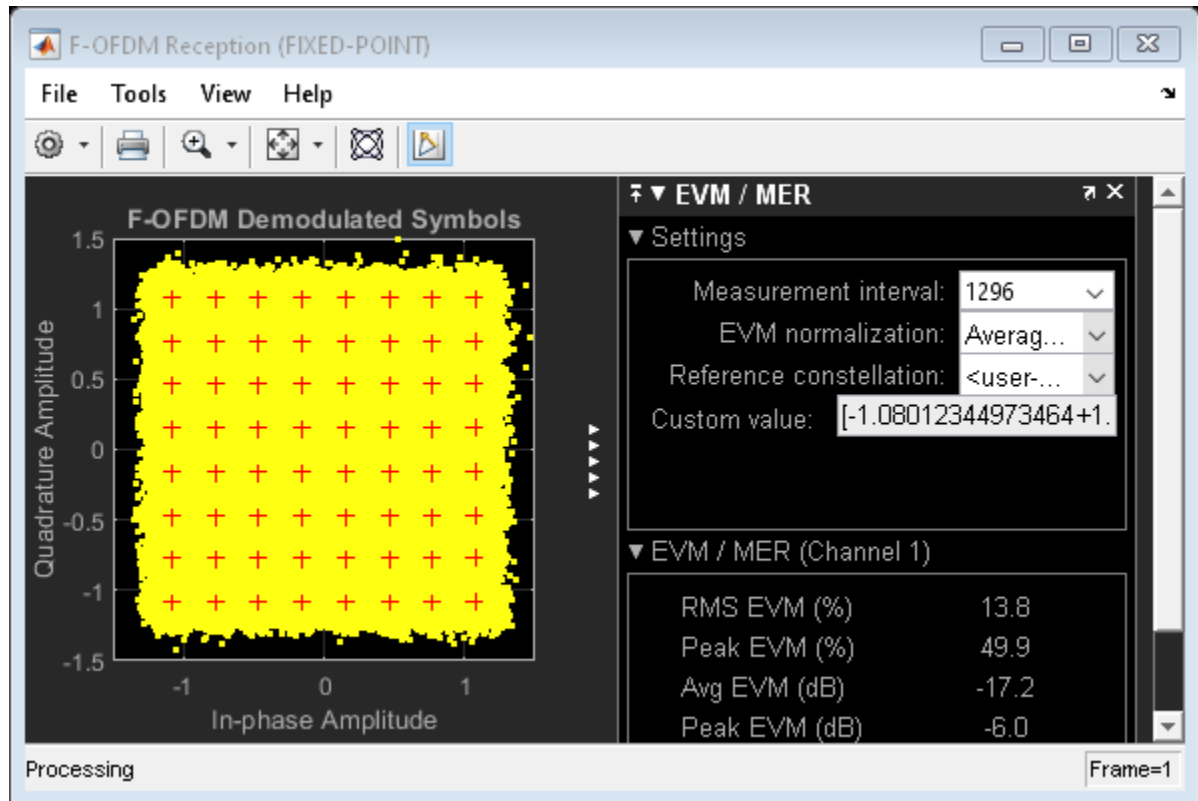 F-OFDM Reception (FIXED-POINT)
File Tools View Help
F-OFDM Demodulated Symbols
1.5
1
0.5
0
-0.5
-1
-1.5
Quadrature Amplitude
-1 0 1
In-phase Amplitude
EVM / MER
Settings
Measurement interval: 1296
EVM normalization: Averag...
Reference constellation: <user-...
Custom value: [-1.08012344973464+1.
EVM / MER (Channel 1)
RMS EVM (%) 13.8
Peak EVM (%) 49.9
Avg EVM (dB) -17.2
Peak EVM (dB) -6.0
Processing Frame=1